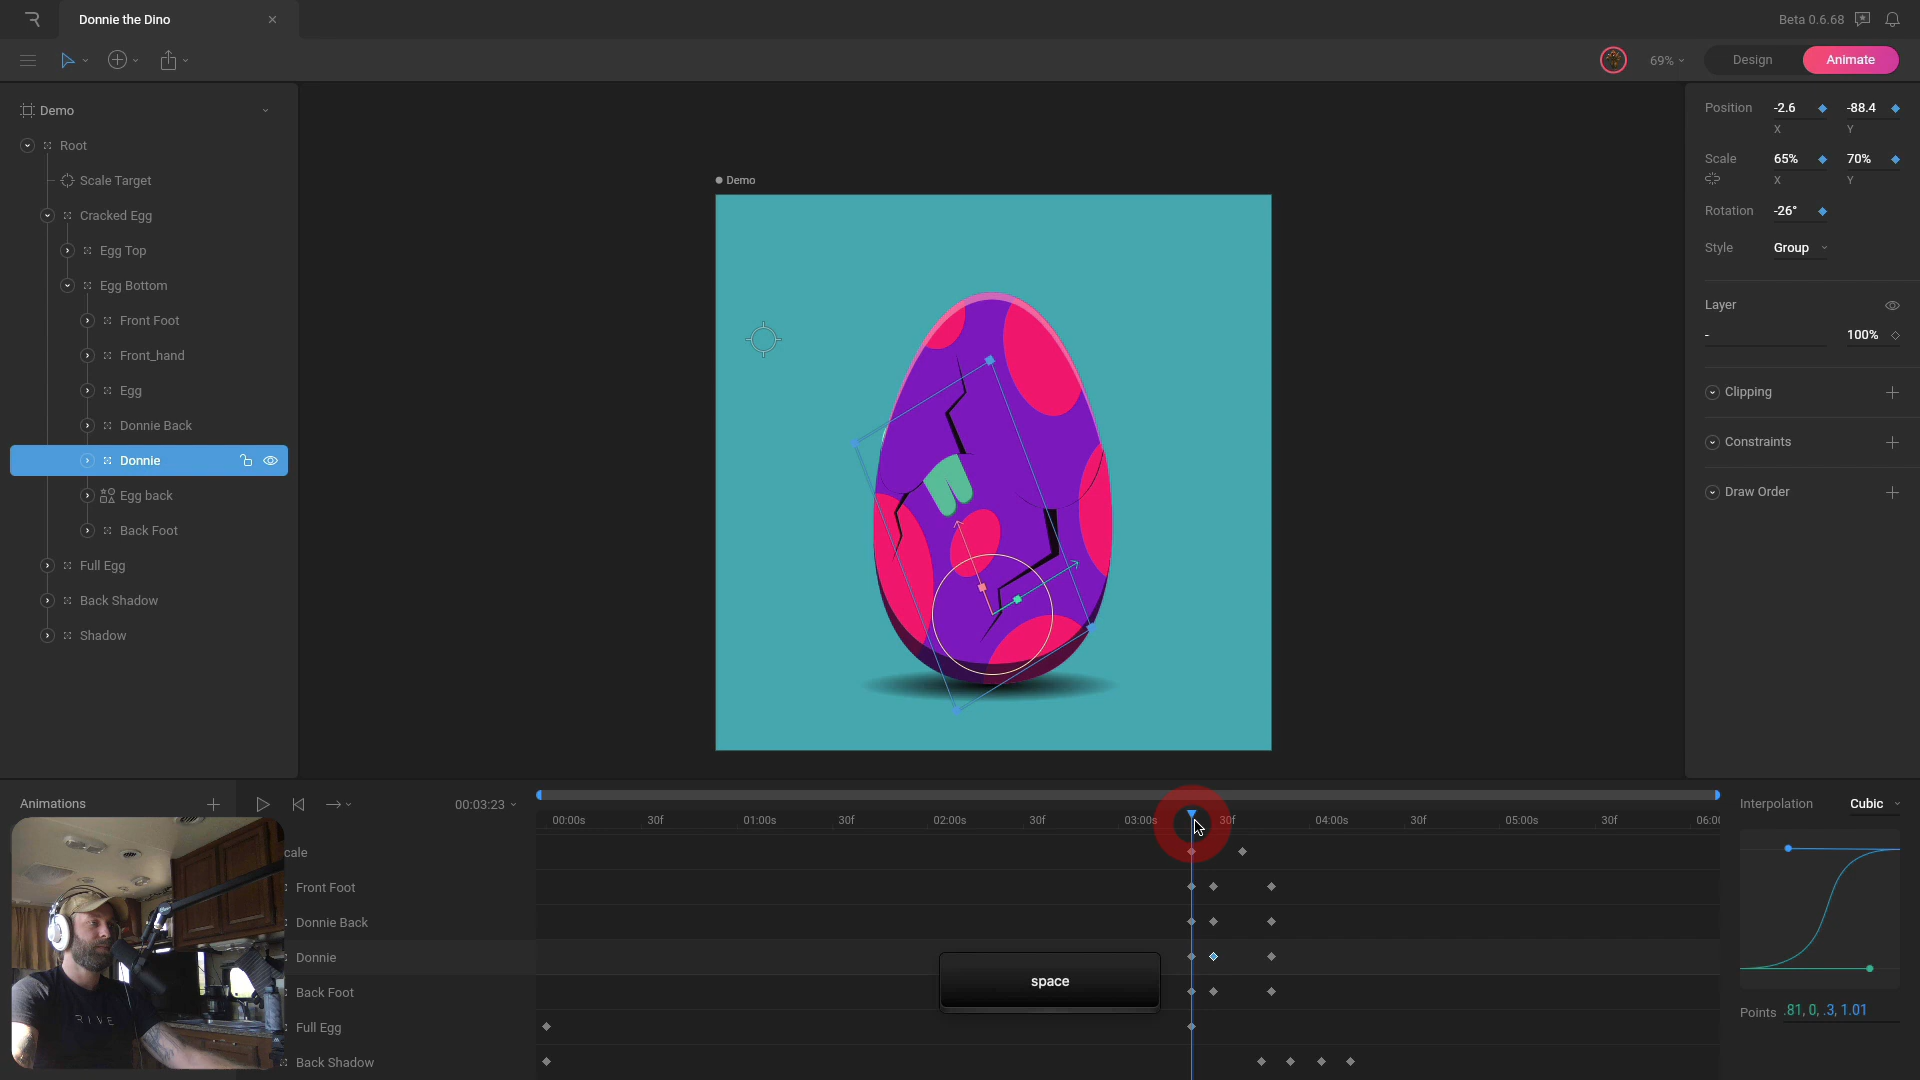 Donnie the Dino
Beta 0.6.68
69%
Design
Animate
Demo
Root
Scale Target
Cracked Egg
Egg Top
Egg Bottom
Front Foot
Front_hand
Egg
Donnie Back
Donnie
Egg back
Back Foot
Full Egg
Back Shadow
Shadow
Demo
Position -2.6 -88.4
X Y
Scale 65% 70%
X Y
Rotation -26°
Style Group
Layer
- 100%
Clipping
Constraints
Draw Order
Animations
00:03:23
00:00s 30f 01:00s 30f 02:00s 30f 03:00s 30f 04:00s 30f 05:00s 30f 06:00
cale
Front Foot
Donnie Back
Donnie
Back Foot
Full Egg
Back Shadow
space
RIVE
Interpolation Cubic
Points .81, 0, .3, 1.01